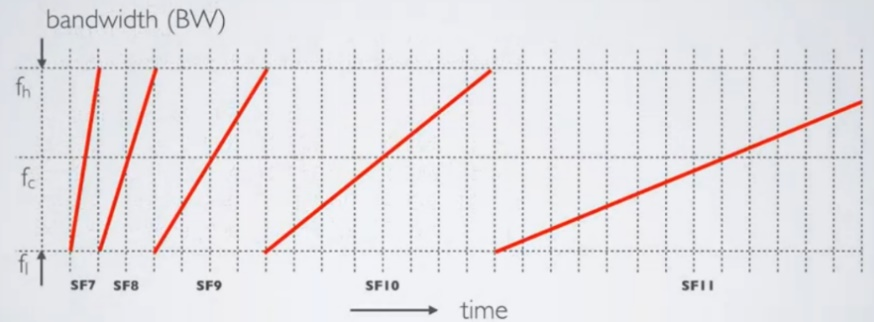 bandwidth (BW)
fh
fc
fl
SF7 SF8 SF9 SF10 SF11
time